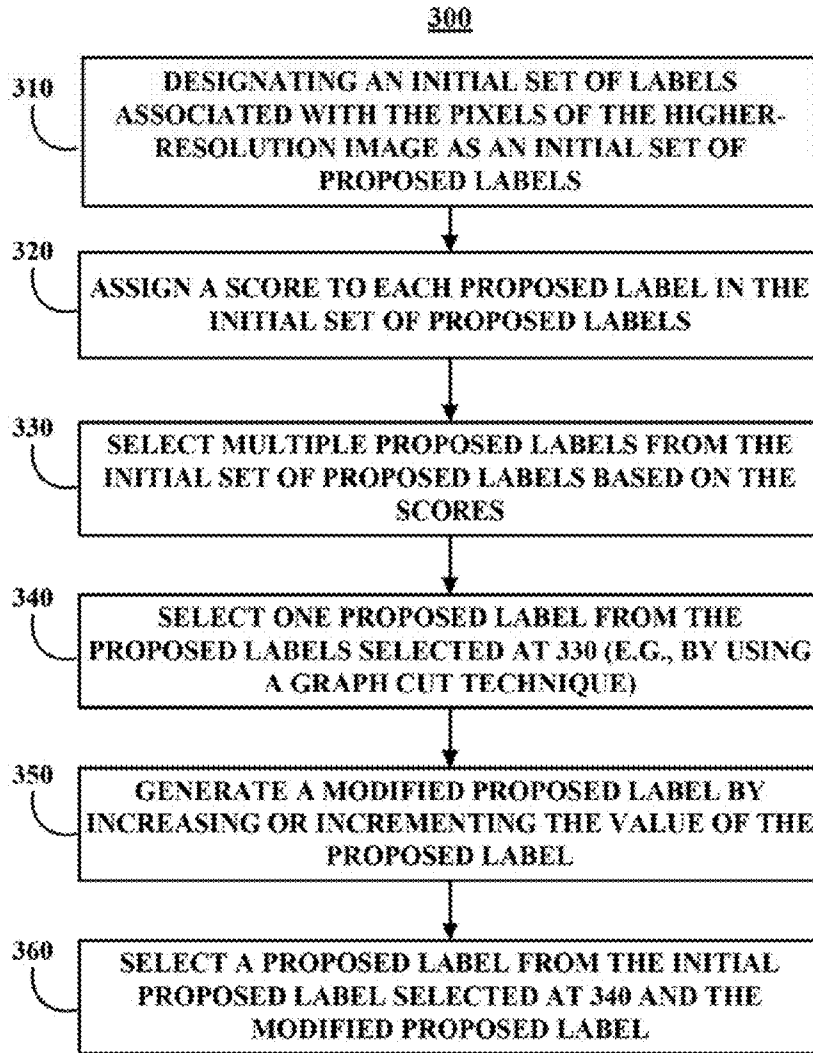 300
310
DESIGNATING AN INITIAL SET OF LABELS
ASSOCIATED WITH THE PIXELS OF THE HIGHER-
RESOLUTION IMAGE AS AN INITIAL SET OF
PROPOSED LABELS
320
ASSIGN A SCORE TO EACH PROPOSED LABEL IN THE
INITIAL SET OF PROPOSED LABELS
330
SELECT MULTIPLE PROPOSED LABELS FROM THE
INITIAL SET OF PROPOSED LABELS BASED ON THE
SCORES
340
SELECT ONE PROPOSED LABEL FROM THE
PROPOSED LABELS SELECTED AT 330 (E.G., BY USING
A GRAPH CUT TECHNIQUE)
350
GENERATE A MODIFIED PROPOSED LABEL BY
INCREASING OR INCREMENTING THE VALUE OF THE
PROPOSED LABEL
360
SELECT A PROPOSED LABEL FROM THE INITIAL
PROPOSED LABEL SELECTED AT 340 AND THE
MODIFIED PROPOSED LABEL